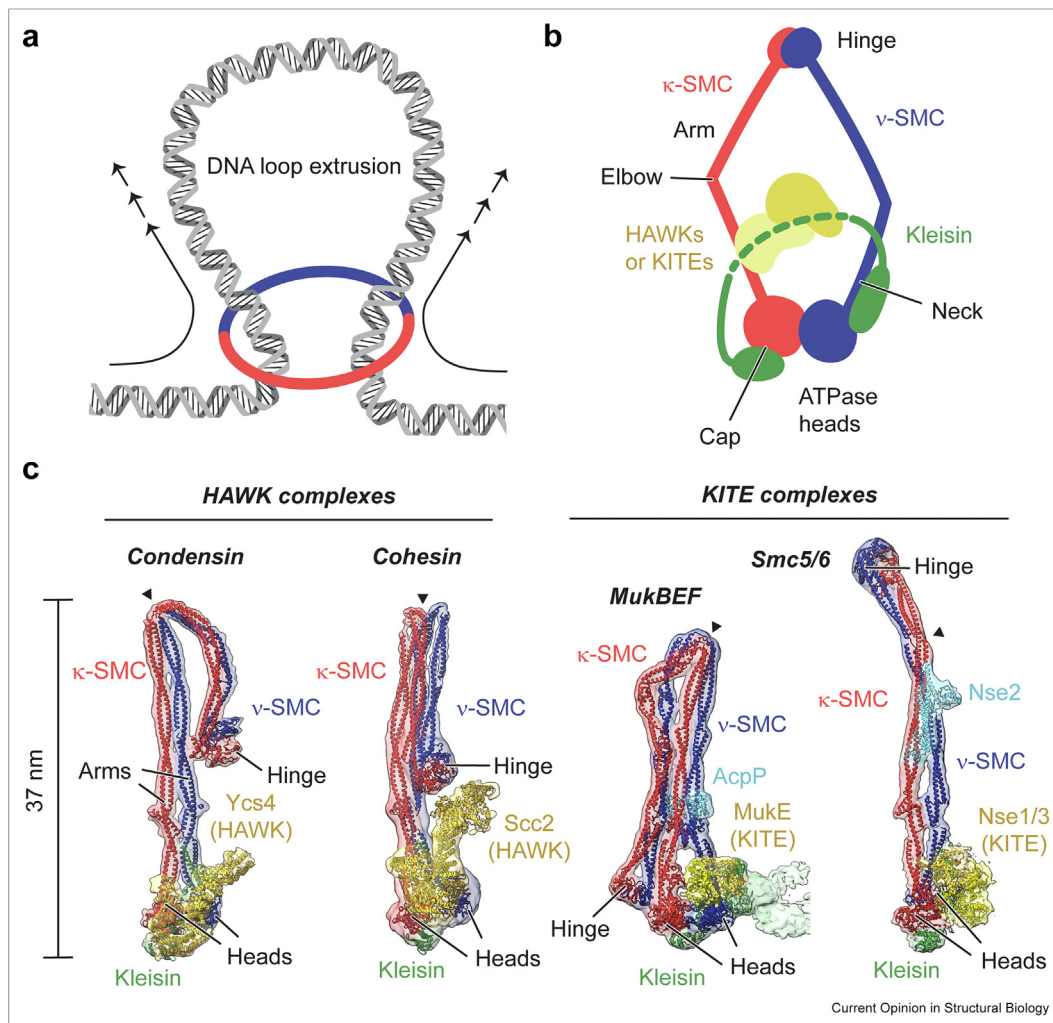 a
DNA loop extrusion
b
Hinge
κ-SMC
Arm
ν-SMC
Elbow
HAWKs
or KITEs
Kleisin
Neck
ATPase
heads
Cap
c
HAWK complexes
KITE complexes
Condensin
Cohesin
MukBEF
Smc5/6
37 nm
κ-SMC
ν-SMC
Hinge
Arms
Ycs4
(HAWK)
Heads
Kleisin
κ-SMC
ν-SMC
Hinge
Scc2
(HAWK)
Heads
Kleisin
κ-SMC
ν-SMC
AcpP
MukE
(KITE)
Hinge
Heads
Kleisin
Hinge
κ-SMC
Nse2
ν-SMC
Nse1/3
(KITE)
Heads
Kleisin
Current Opinion in Structural Biology